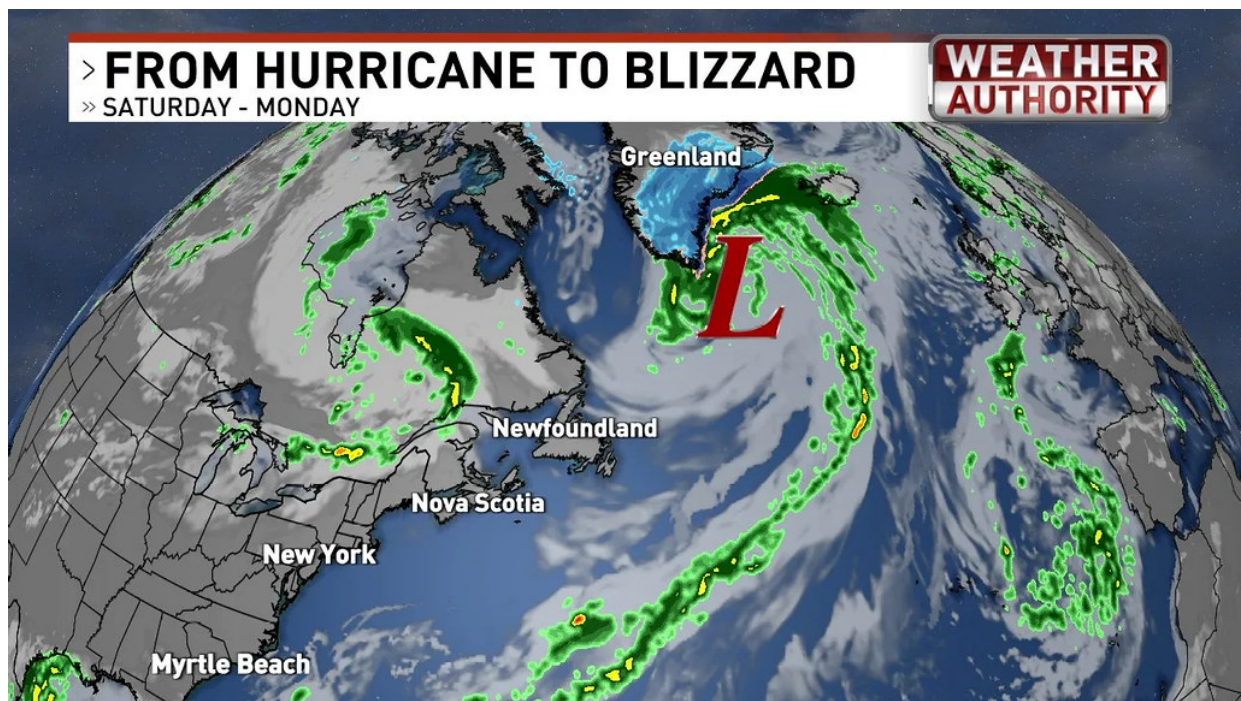 > FROM HURRICANE TO BLIZZARD
» SATURDAY - MONDAY
WEATHER
AUTHORITY
Greenland
L
Newfoundland
Nova Scotia
New York
Myrtle Beach